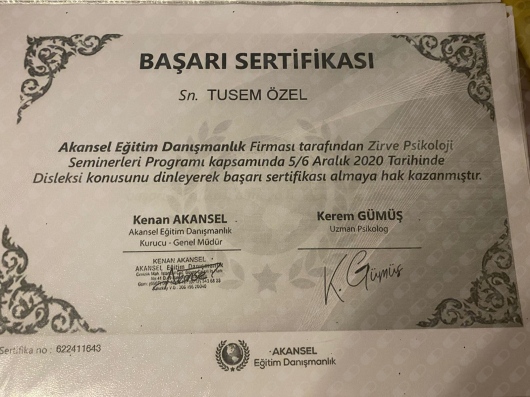 BAŞARI SERTİFİKASI
Sn. TUSEM ÖZEL
Akansel Eğitim Danışmanlık Firması tarafından Zirve Psikoloji
Seminerleri Programı kapsamında 5/6 Aralık 2020 Tarihinde
Disleksi konusunu dinleyerek başarı sertifikası almaya hak kazanmıştır.
Kenan AKANSEL
Akansel Eğitim Danışmanlık
Kurucu - Genel Müdür
Kerem GÜMÜŞ
Uzman Psikolog
KENAN AKANSEL
AKANSEL Eğitim Danışmanlık
K. Gümüş
Sertifika no : 622411643
AKANSEL
Eğitim Danışmanlık